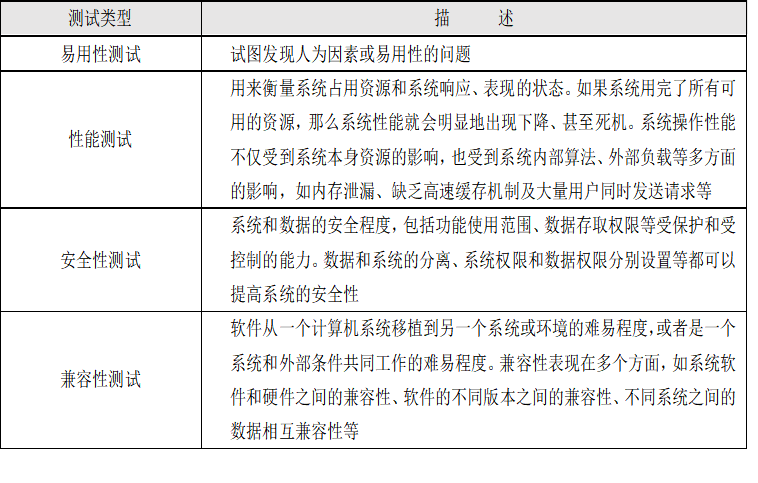 测试类型 描 述
易用性测试 试图发现人为因素或易用性的问题
性能测试
用来衡量系统占用资源和系统响应、表现的状态。如果系统用完了所有可
用的资源，那么系统性能就会明显地出现下降、甚至死机。系统操作性能
不仅受到系统本身资源的影响，也受到系统内部算法、外部负载等多方面
的影响，如内存泄漏、缺乏高速缓存机制及大量用户同时发送请求等
安全性测试
系统和数据的安全程度，包括功能使用范围、数据存取权限等受保护和受
控制的能力。数据和系统的分离、系统权限和数据权限分别设置等都可以
提高系统的安全性
兼容性测试
软件从一个计算机系统移植到另一个系统或环境的难易程度，或者是一个
系统和外部条件共同工作的难易程度。兼容性表现在多个方面，如系统软
件和硬件之间的兼容性、软件的不同版本之间的兼容性、不同系统之间的
数据相互兼容性等